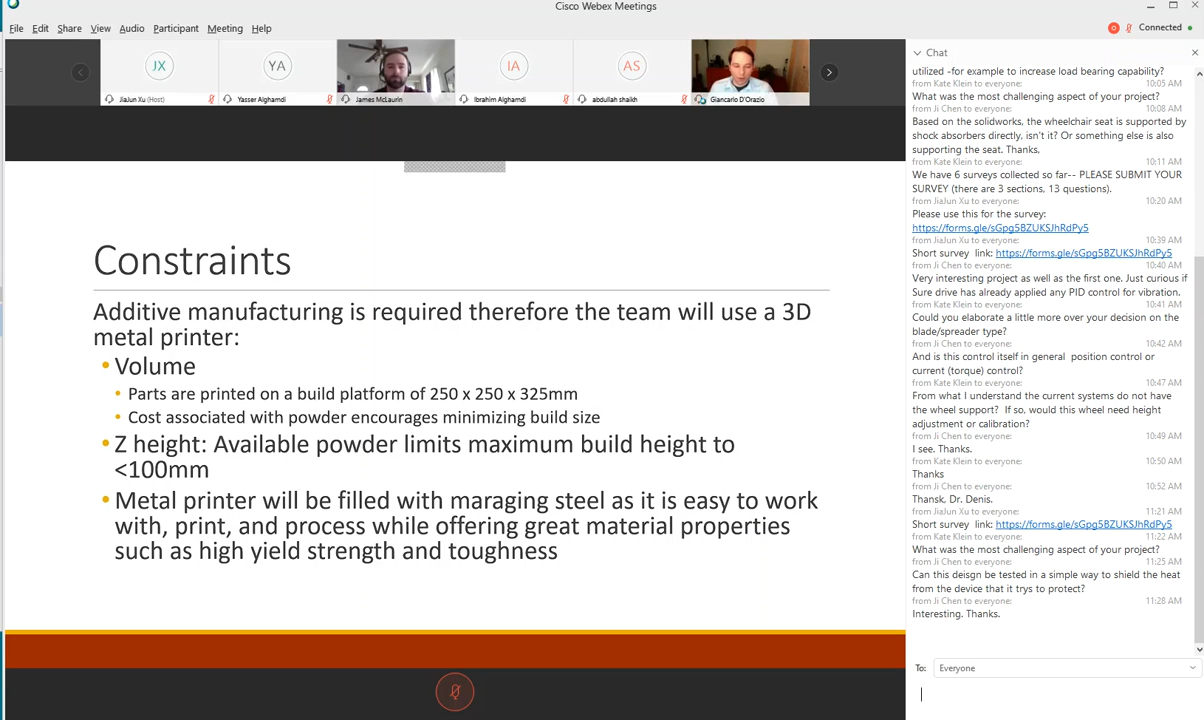 Cisco Webex Meetings
File Edit Share View Audio Participant Meeting Help
Connected
JX
YA
IA
AS
JiaJun Xu (Host)
Yasser Alghamdi
James McLaurin
Ibrahim Alghamdi
abdullah shaikh
Giancarlo D'Orazio
Constraints
Additive manufacturing is required therefore the team will use a 3D
metal printer:
• Volume
• Parts are printed on a build platform of 250 x 250 x 325mm
• Cost associated with powder encourages minimizing build size
• Z height: Available powder limits maximum build height to
<100mm
• Metal printer will be filled with maraging steel as it is easy to work
with, print, and process while offering great material properties
such as high yield strength and toughness
Chat
utilized -for example to increase load bearing capability?
from Kate Klein to everyone: 10:05 AM
What was the most challenging aspect of your project?
from Ji Chen to everyone: 10:08 AM
Based on the solidworks, the wheelchair seat is supported by
shock absorbers directly, isn't it? Or something else is also
supporting the seat. Thanks,
from Kate Klein to everyone: 10:11 AM
We have 6 surveys collected so far-- PLEASE SUBMIT YOUR
SURVEY (there are 3 sections, 13 questions).
from JiaJun Xu to everyone: 10:20 AM
Please use this for the survey:
https://forms.gle/sGpg5BZUKSJhRdPy5
from JiaJun Xu to everyone: 10:39 AM
Short survey link: https://forms.gle/sGpg5BZUKSJhRdPy5
from Ji Chen to everyone: 10:40 AM
Very interesting project as well as the first one. Just curious if
Sure drive has already applied any PID control for vibration.
from Kate Klein to everyone: 10:41 AM
Could you elaborate a little more over your decision on the
blade/spreader type?
from Ji Chen to everyone: 10:42 AM
And is this control itself in general position control or
current (torque) control?
from Kate Klein to everyone: 10:47 AM
From what I understand the current systems do not have
the wheel support? If so, would this wheel need height
adjustment or calibration?
from Ji Chen to everyone: 10:49 AM
I see. Thanks.
from Kate Klein to everyone: 10:50 AM
Thanks
from Ji Chen to everyone: 10:52 AM
Thansk, Dr. Denis.
from JiaJun Xu to everyone: 11:21 AM
Short survey link: https://forms.gle/sGpg5BZUKSJhRdPy5
from Kate Klein to everyone: 11:22 AM
What was the most challenging aspect of your project?
from Ji Chen to everyone: 11:25 AM
Can this deisgn be tested in a simple way to shield the heat
from the device that it trys to protect?
from Ji Chen to everyone: 11:28 AM
Interesting. Thanks.
To: Everyone